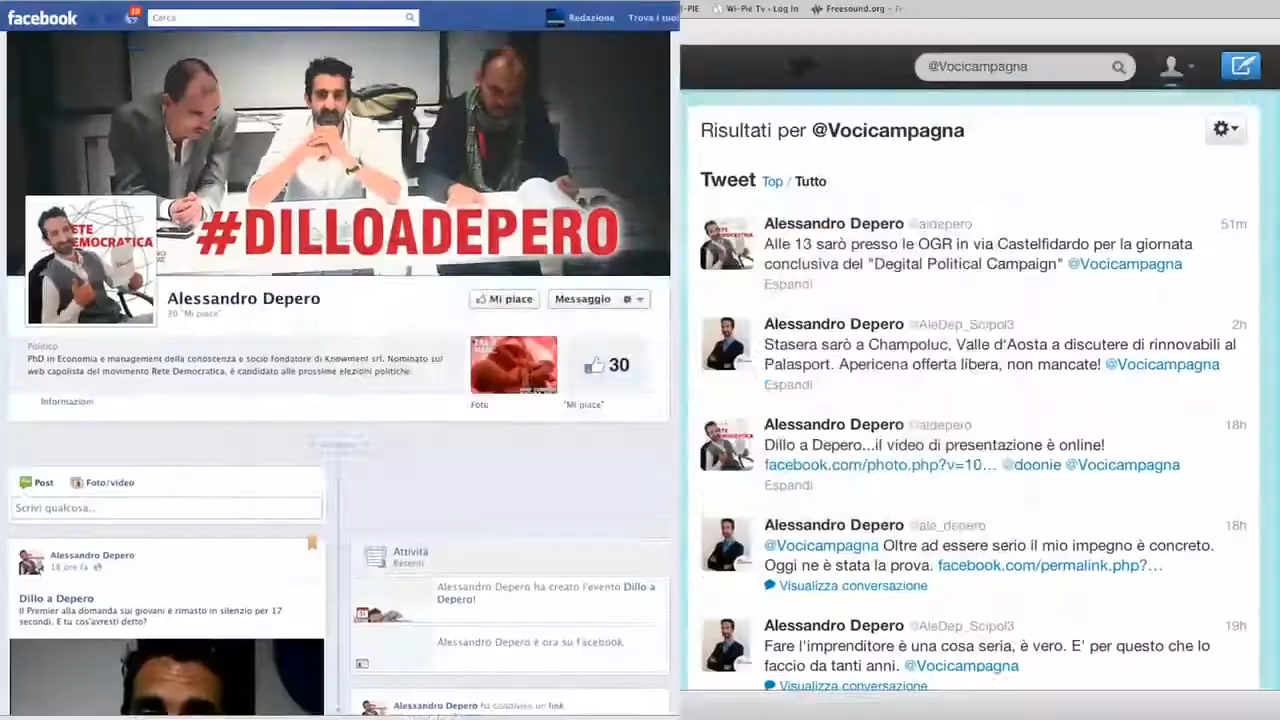 facebook
10
Cerca
Redazione
Trova i tuoi
#DILLOADEPERO
Alessandro Depero
30 "Mi piace"
Mi piace
Messaggio
Politico
PhD in Economia e management della conoscenza e socio fondatore di Knowment srl. Nominato sul
web capolista del movimento Rete Democratica, è candidato alle prossime elezioni politiche.
Informazioni
30
Foto
"Mi piace"
Post
Foto/video
Scrivi qualcosa...
Alessandro Depero
18 ore fa
Dillo a Depero
Il Premier alla domanda sui giovani è rimasto in silenzio per 17
secondi. E tu cos'avresti detto?
Attività
Recenti
Alessandro Depero ha creato l'evento Dillo a
Depero!
31
Alessandro Depero è ora su Facebook.
Alessandro Depero ha condiviso un link.
Wi-Pie Tv - Log In
Freesound.org - Fr
@Vocicampagna
Risultati per @Vocicampagna
Tweet Top / Tutto
Alessandro Depero @aldepero 51m
Alle 13 sarò presso le OGR in via Castelfidardo per la giornata
conclusiva del "Degital Political Campaign" @Vocicampagna
Espandi
Alessandro Depero @AleDep_Scipol3 2h
Stasera sarò a Champoluc, Valle d'Aosta a discutere di rinnovabili al
Palasport. Apericena offerta libera, non mancate! @Vocicampagna
Espandi
Alessandro Depero @aldepero 18h
Dillo a Depero...il video di presentazione è online!
facebook.com/photo.php?v=10... @doonie @Vocicampagna
Espandi
Alessandro Depero @ale_depero 18h
@Vocicampagna Oltre ad essere serio il mio impegno è concreto.
Oggi ne è stata la prova. facebook.com/permalink.php?...
Visualizza conversazione
Alessandro Depero @AleDep_Scipol3 19h
Fare l'imprenditore è una cosa seria, è vero. E' per questo che lo
faccio da tanti anni. @Vocicampagna
Visualizza conversazione